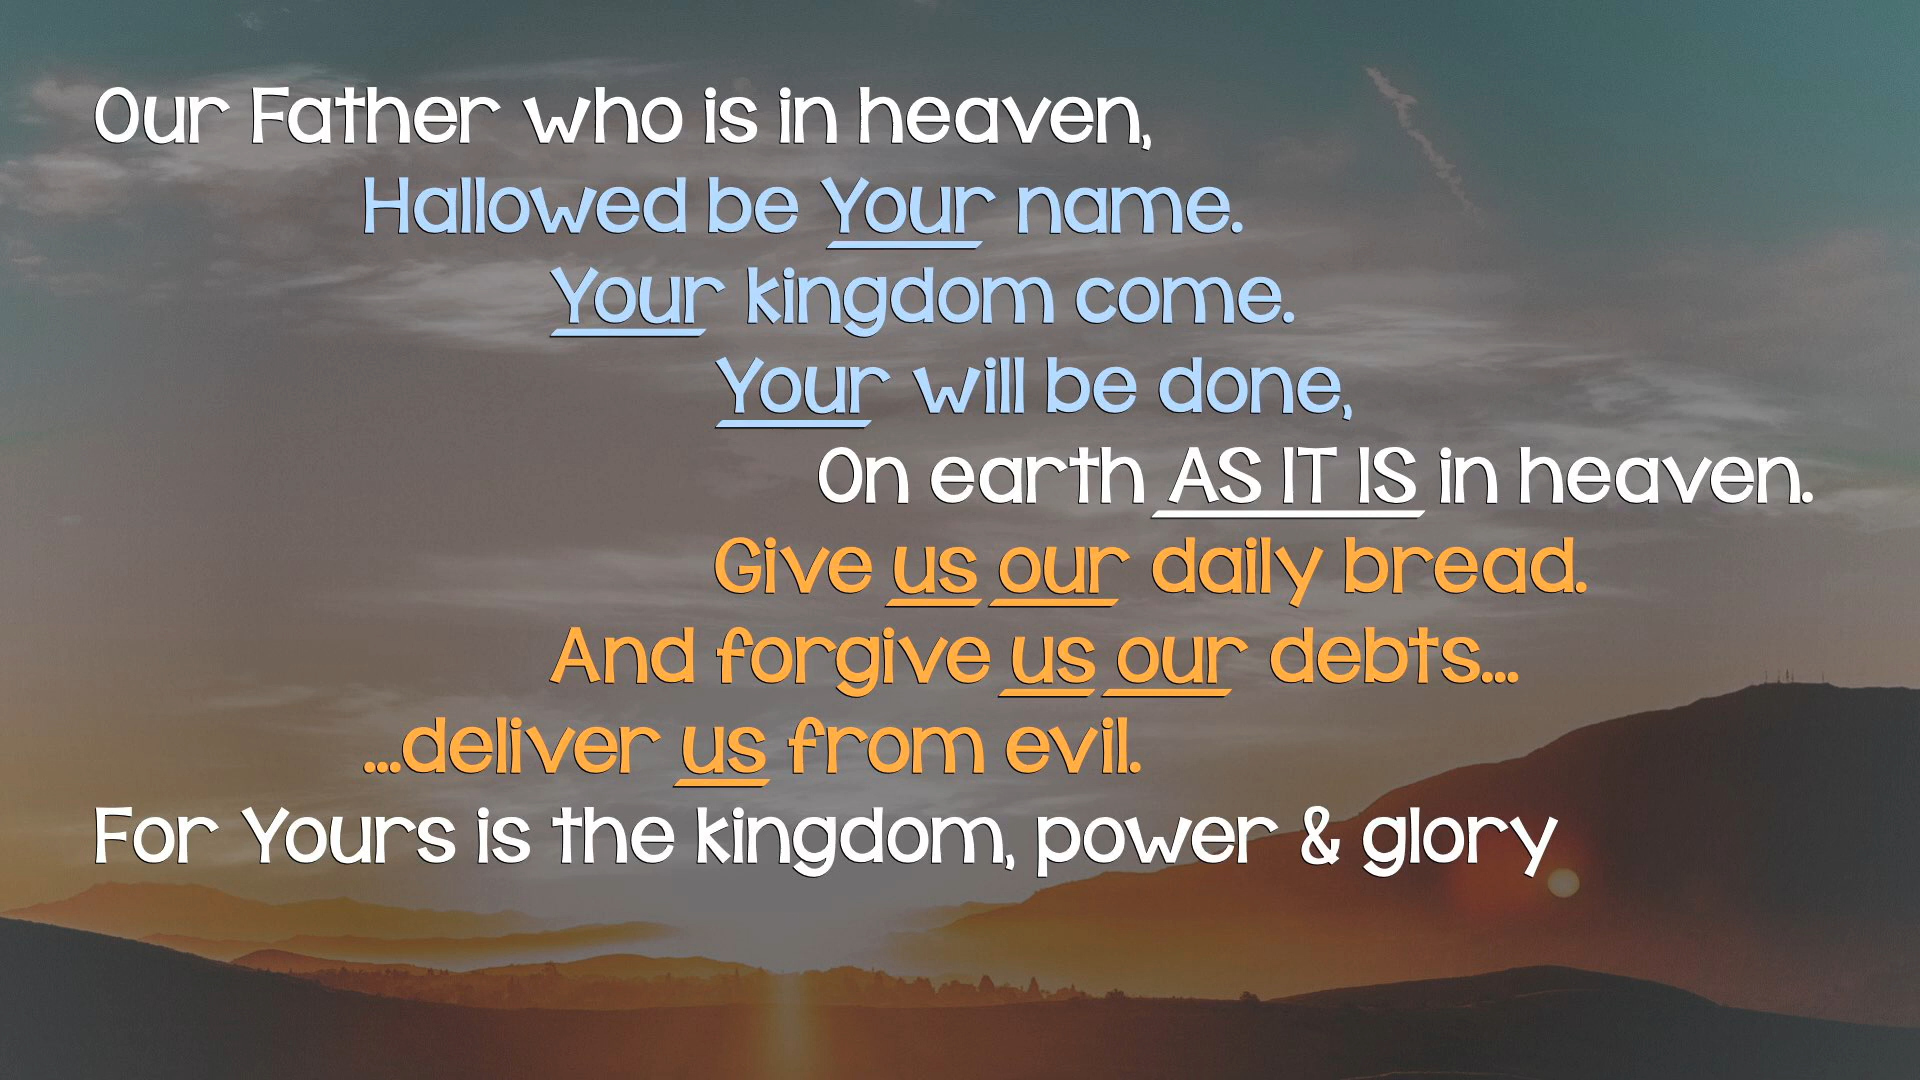 Our Father who is in heaven,
Hallowed be Your name.
Your kingdom come.
Your will be done,
On earth AS IT IS in heaven.
Give us our daily bread.
And forgive us our debts...
...deliver us from evil.
For Yours is the kingdom, power & glory